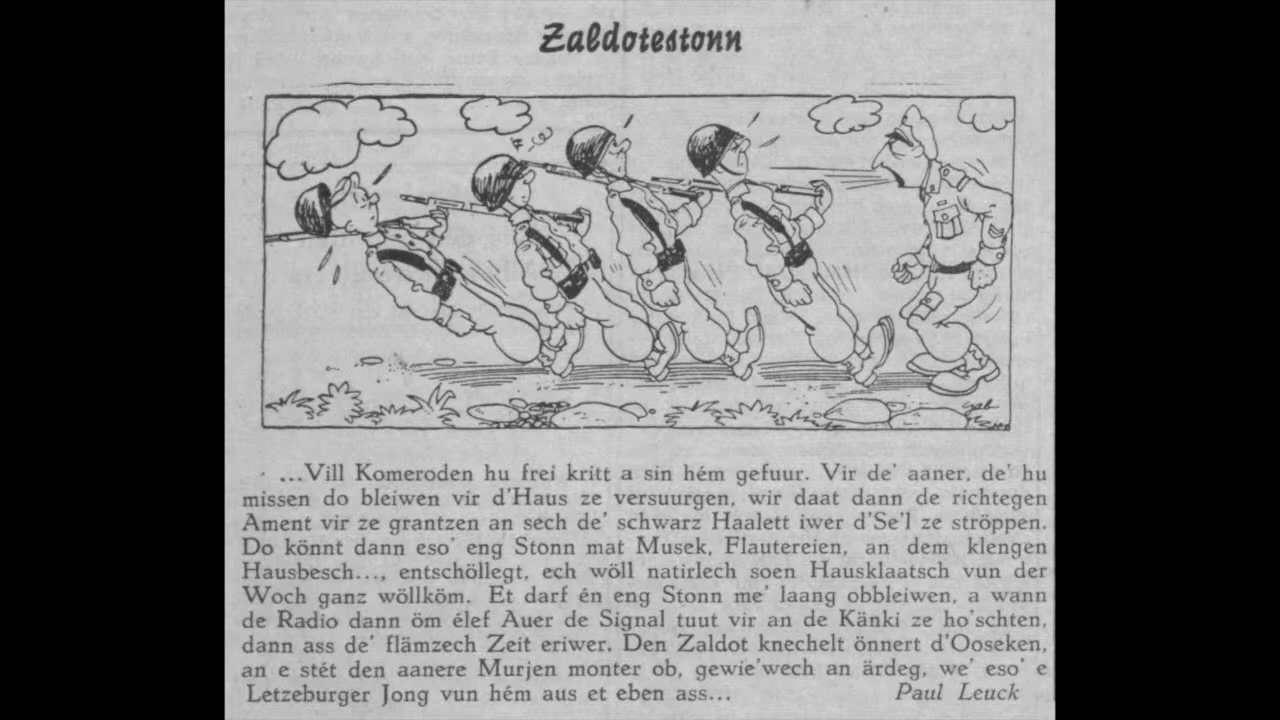 Zaldotestonn
...Vill Komeroden hu frei kritt a sin hém gefuur. Vir de' aaner, de' hu
missen do bleiwen vir d'Haus ze versuurgen, wir daat dann de richtegen
Ament vir ze grantzen an sech de' schwarz Haalett iwer d'Se'l ze ströppen.
Do könnt dann eso' eng Stonn mat Musek, Flautereien, an dem klengen
Hausbesch..., entschöllegt, ech wöll natirlech soen Hausklaatsch vun der
Woch ganz wöllköm. Et darf én eng Stonn me' laang obbleiwen, a wann
de Radio dann öm élef Auer de Signal tuut vir an de Känki ze ho'schten,
dann ass de' flämzech Zeit eriwer. Den Zaldot knechelt önnert d'Ooseken,
an e stét den aanere Murjen monter ob, gewie'wech an ärdeg, we' eso' e
Letzeburger Jong vun hém aus et eben ass...
Paul Leuck